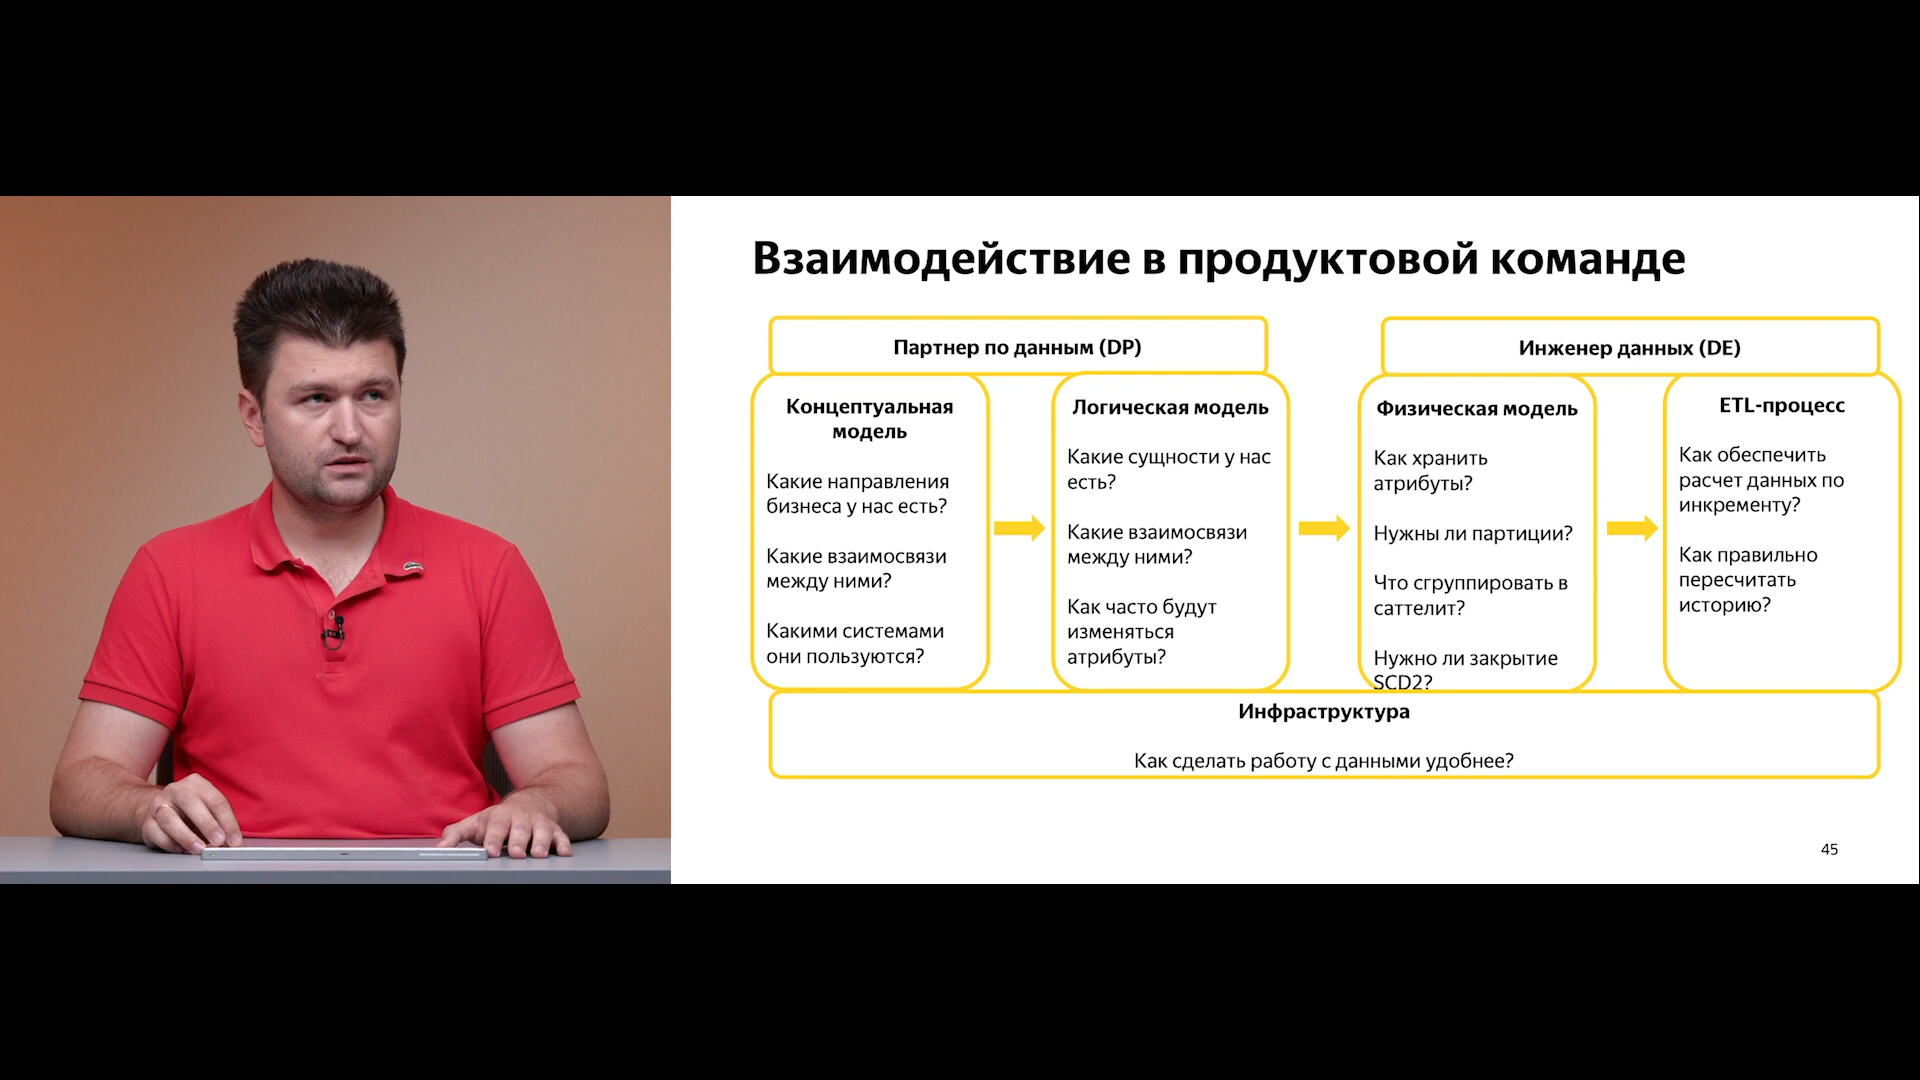 Взаимодействие в продуктовой команде
Партнер по данным (DP)
Концептуальная
модель
Какие направления
бизнеса у нас есть?
Какие взаимосвязи
между ними?
Какими системами
они пользуются?
Логическая модель
Какие сущности у нас
есть?
Какие взаимосвязи
между ними?
Как часто будут
изменяться
атрибуты?
Инженер данных (DE)
Физическая модель
Как хранить
атрибуты?
Нужны ли партиции?
Что сгруппировать в
саттелит?
Нужно ли закрытие
SCD2?
ETL-процесс
Как обеспечить
расчет данных по
инкременту?
Как правильно
пересчитать
историю?
Инфраструктура
Как сделать работу с данными удобнее?
45